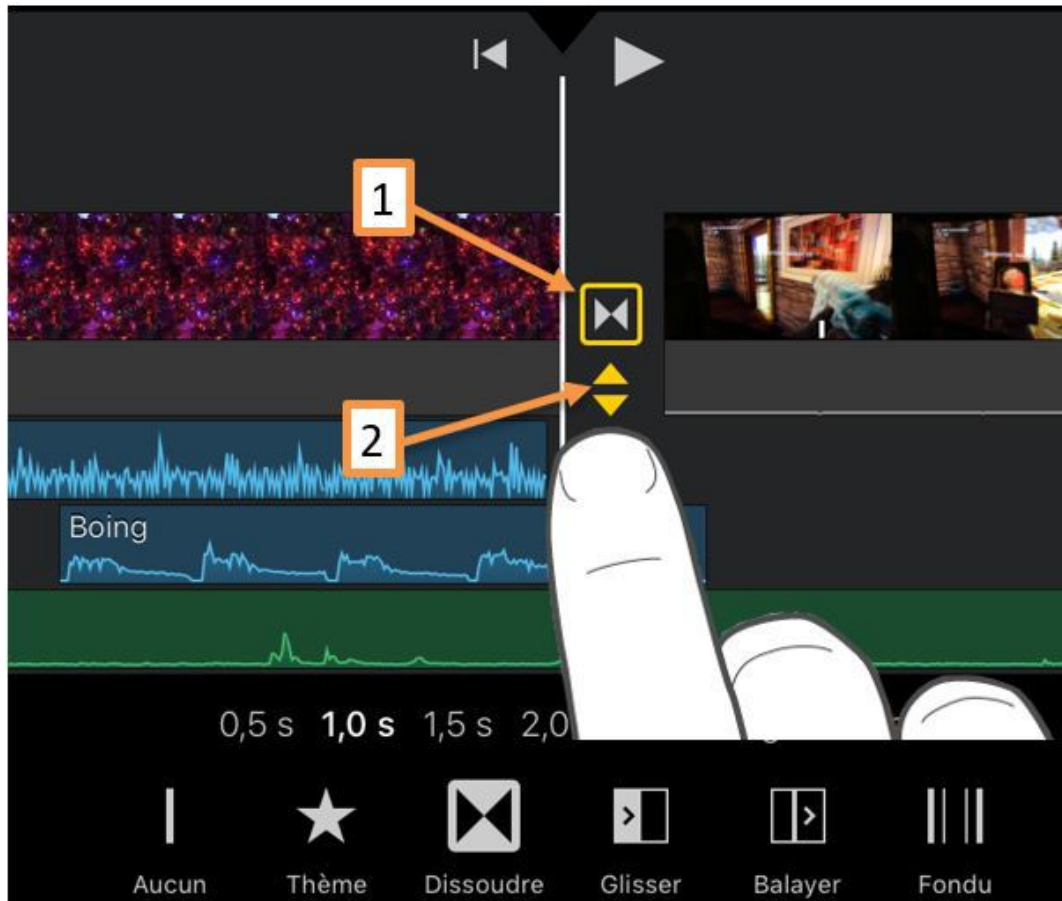 1
2
Boing
0,5 s 1,0 s 1,5 s 2,0
Aucun Thème Dissoudre Glisser Balayer Fondu